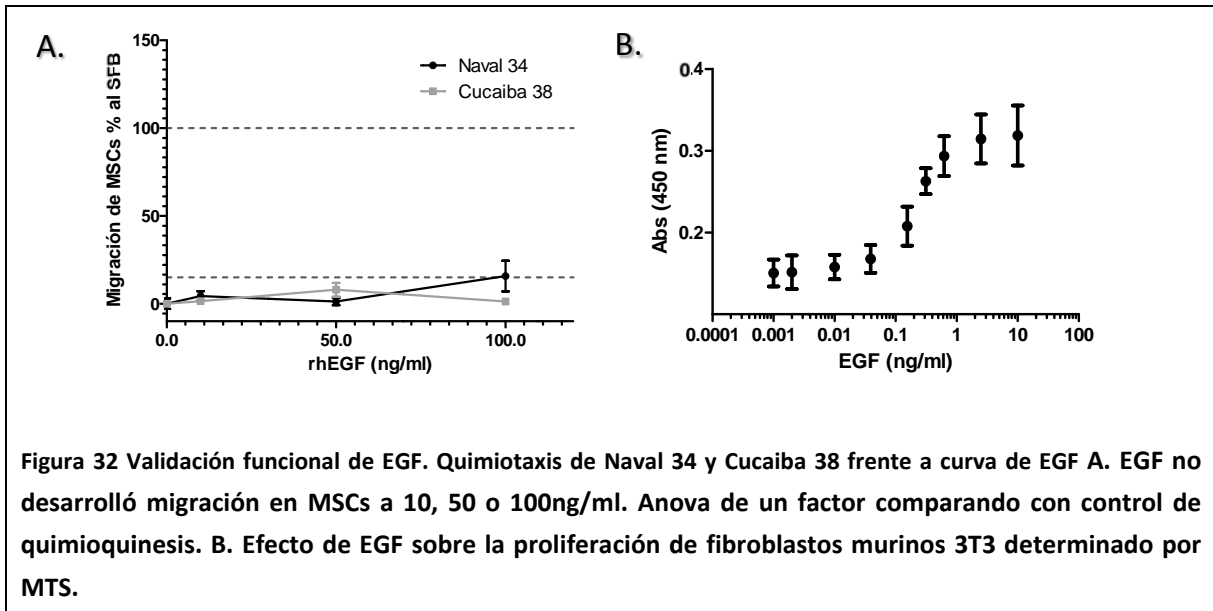 A.
150
100
50
0
Migración de MSCs % al SFB
Naval 34
Cucaiba 38
0.0
50.0
100.0
rhEGF (ng/ml)
B.
0.4
0.3
0.2
Abs (450 nm)
0.0001
0.001
0.01
0.1
1
10
100
EGF (ng/ml)
Figura 32 Validación funcional de EGF. Quimiotaxis de Naval 34 y Cucaiba 38 frente a curva de EGF A. EGF no
desarrolló migración en MSCs a 10, 50 o 100ng/ml. Anova de un factor comparando con control de
quimioquinesis. B. Efecto de EGF sobre la proliferación de fibroblastos murinos 3T3 determinado por
MTS.